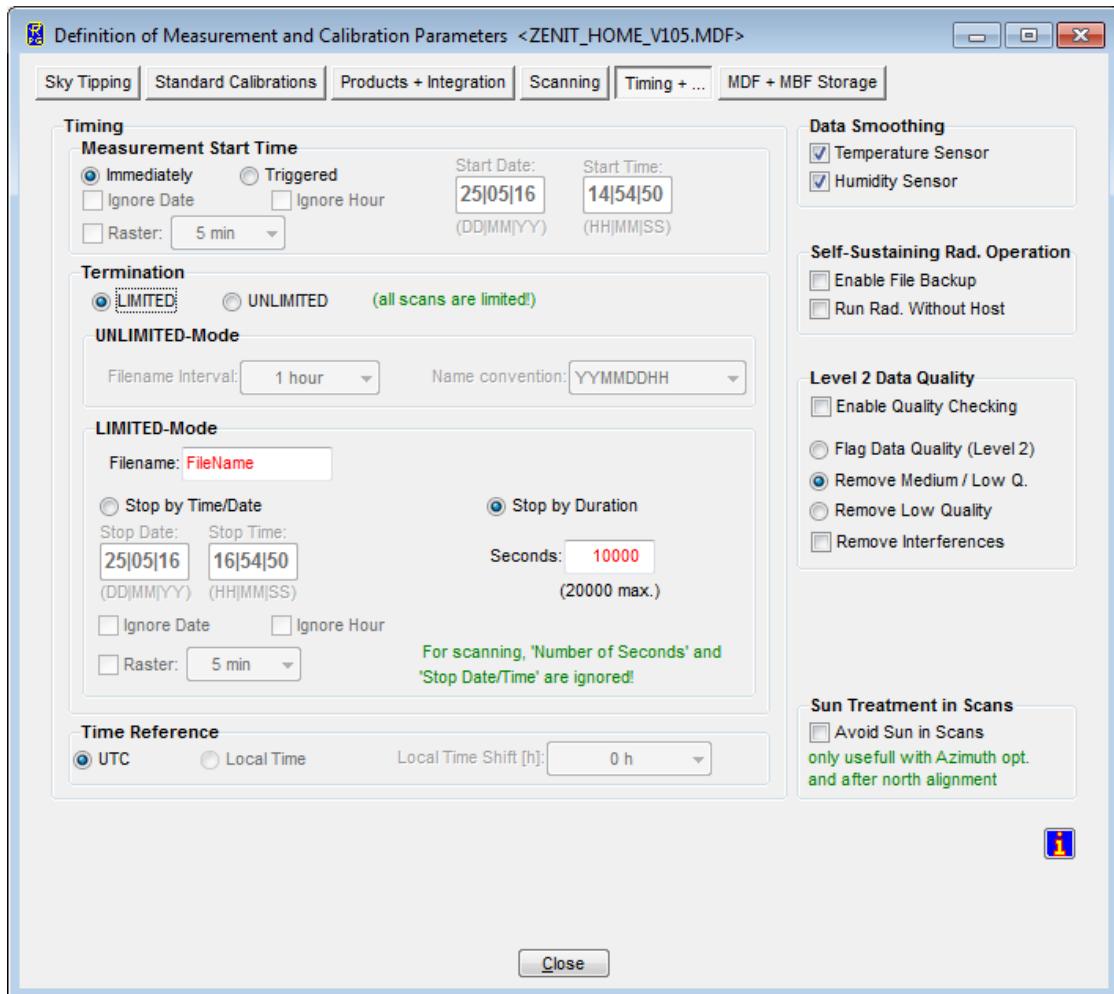 Definition of Measurement and Calibration Parameters <ZENIT_HOME_V105.MDF>
Sky Tipping Standard Calibrations Products + Integration Scanning Timing + ... MDF + MBF Storage
Timing
Measurement Start Time
Immediately Triggered
Ignore Date Ignore Hour
Raster: 5 min
Start Date: Start Time:
25|05|16 14|54|50
(DD|MM|YY) (HH|MM|SS)
Termination
LIMITED UNLIMITED (all scans are limited!)
UNLIMITED-Mode
Filename Interval: 1 hour Name convention: YYMMDDHH
LIMITED-Mode
Filename: FileName
Stop by Time/Date Stop by Duration
Stop Date: Stop Time:
25|05|16 16|54|50
(DD|MM|YY) (HH|MM|SS)
Seconds: 10000
(20000 max.)
Ignore Date Ignore Hour
Raster: 5 min
For scanning, 'Number of Seconds' and
'Stop Date/Time' are ignored!
Time Reference
UTC Local Time Local Time Shift [h]: 0 h
Data Smoothing
Temperature Sensor
Humidity Sensor
Self-Sustaining Rad. Operation
Enable File Backup
Run Rad. Without Host
Level 2 Data Quality
Enable Quality Checking
Flag Data Quality (Level 2)
Remove Medium / Low Q.
Remove Low Quality
Remove Interferences
Sun Treatment in Scans
Avoid Sun in Scans
only usefull with Azimuth opt.
and after north alignment
i
Close